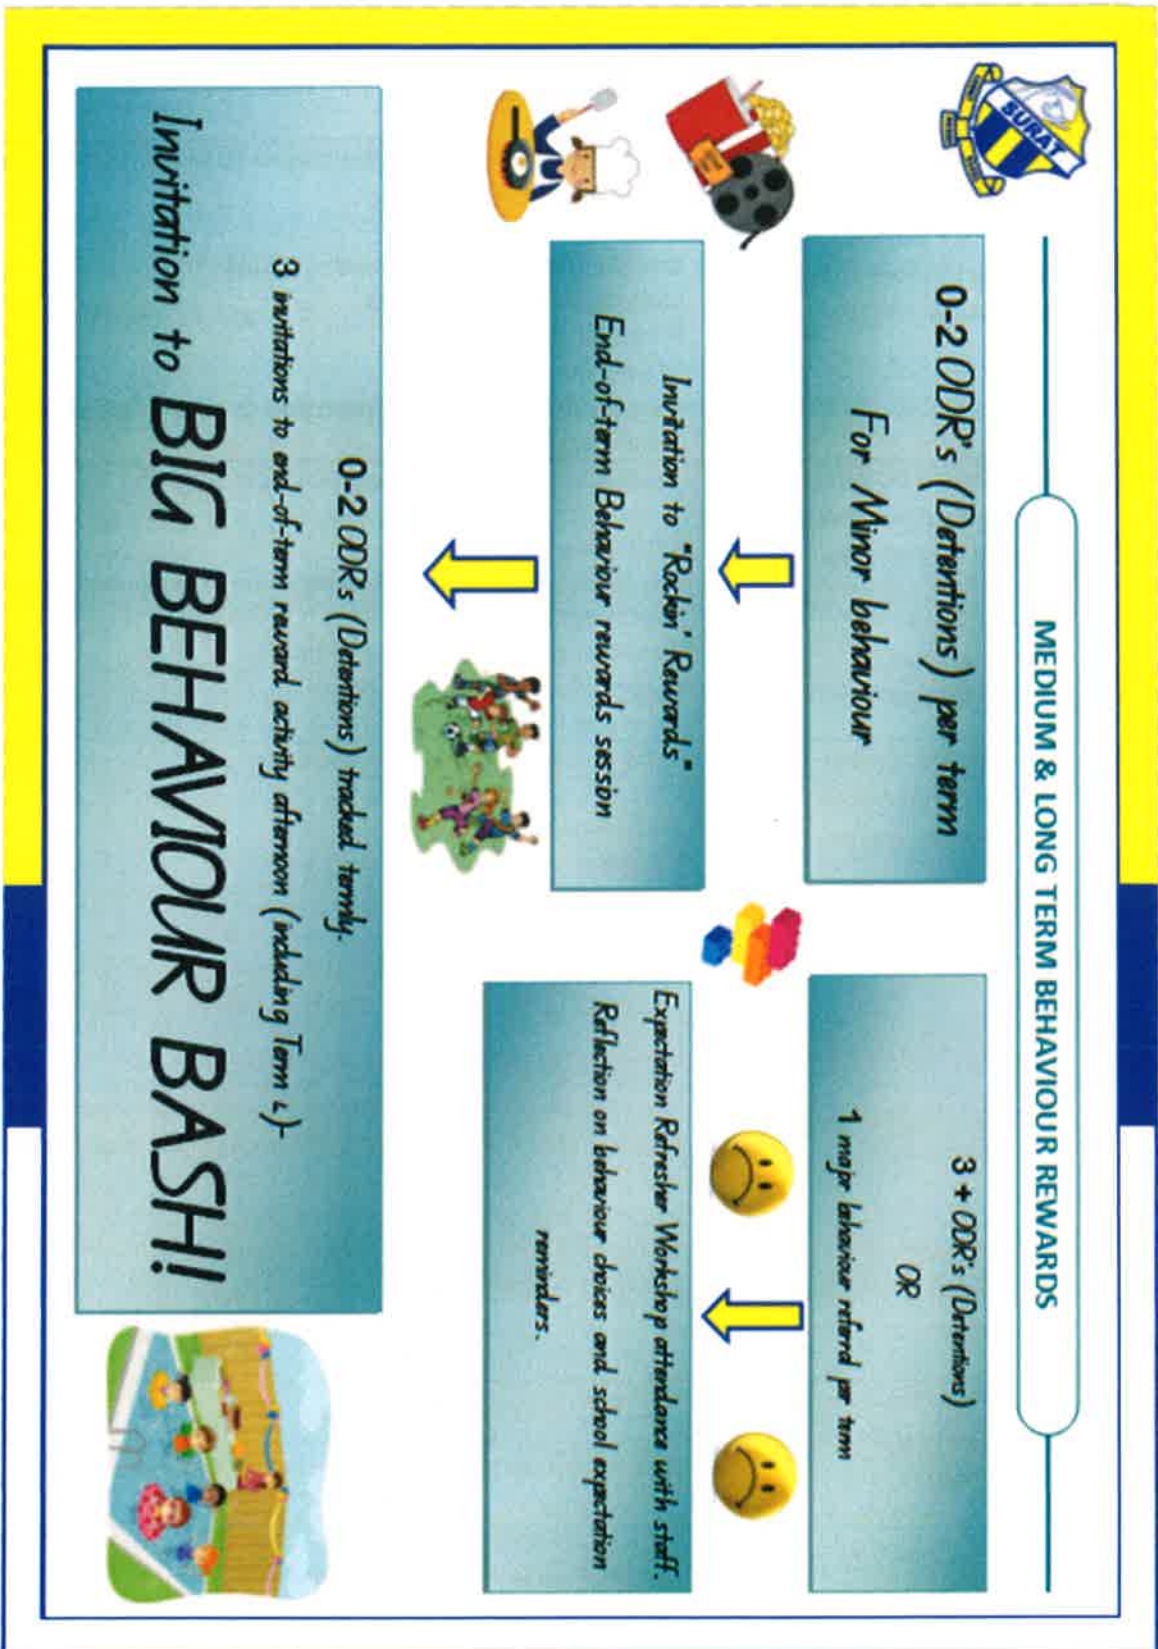 SURAT
MEDIUM & LONG TERM BEHAVIOUR REWARDS
0-2 ODR's (Detentions) per term
For Minor behaviour
3 + ODR's (Detentions)
OR
1 major behaviour per term
Invitation to "Rockin' Rewards"
End-of-term Behaviour rewards session
Expectation Refresher Workshop attendance with staff.
Reflection on behaviour choices and school expectation
reminders.
0-2 ODRs (Detentions) tracked termly.
3 invitations to end-of-term reward activity afternoon (including Term 4)-
Invitation to BIG BEHAVIOUR BASH!